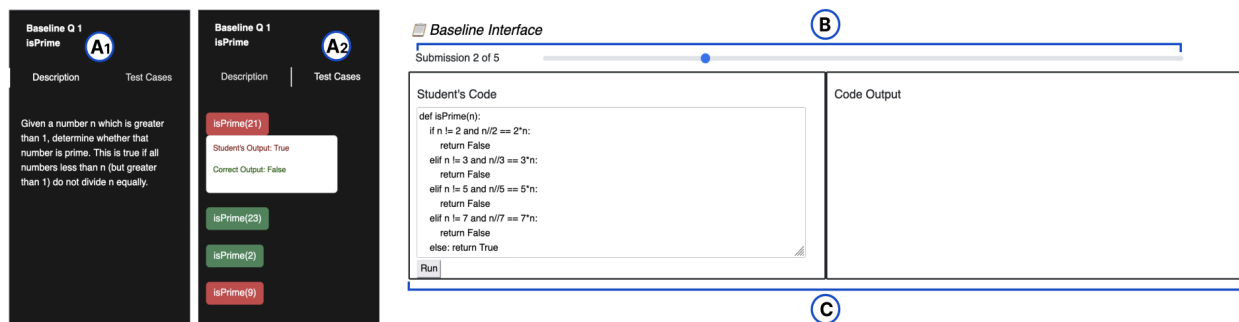 Baseline Q 1
isPrime
A1
Description
Test Cases
Given a number n which is greater
than 1, determine whether that
number is prime. This is true if all
numbers less than n (but greater
than 1) do not divide n equally.
Baseline Q 1
isPrime
A2
Description
Test Cases
isPrime(21)
Student's Output: True
Correct Output: False
isPrime(23)
isPrime(2)
isPrime(9)
Baseline Interface
B
Submission 2 of 5
Student's Code
def isPrime(n):
if n != 2 and n//2 == 2*n:
return False
elif n != 3 and n//3 == 3*n:
return False
elif n != 5 and n//5 == 5*n:
return False
elif n != 7 and n//7 == 7*n:
return False
else: return True
Run
Code Output
C